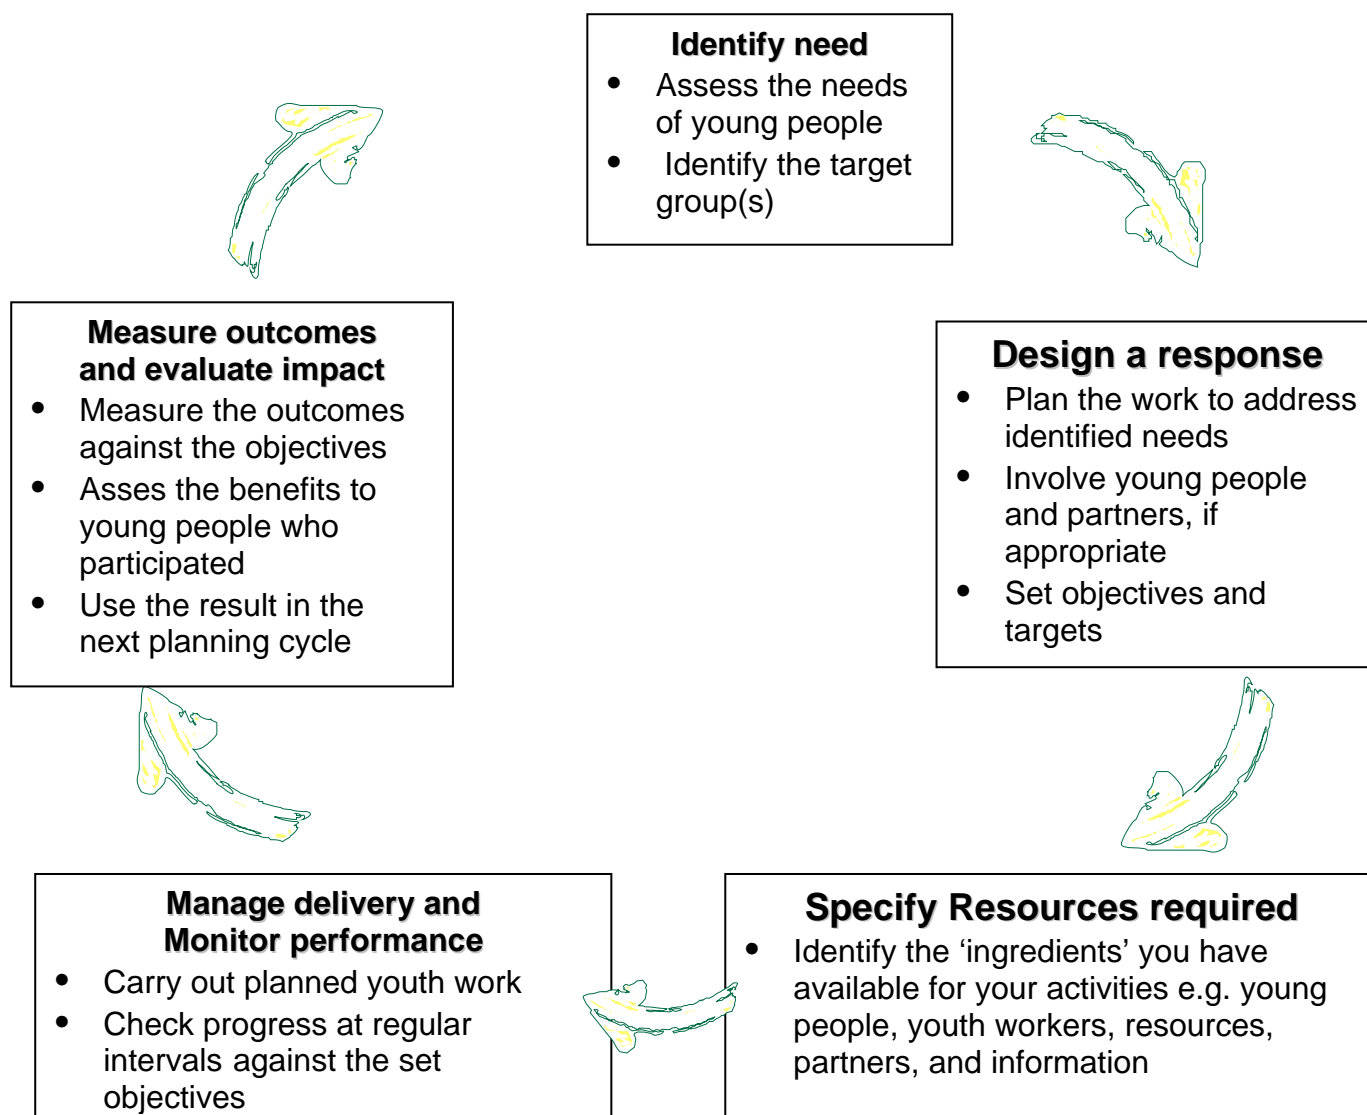 Identify need
• Assess the needs
of young people
• Identify the target
group(s)
Measure outcomes
and evaluate impact
• Measure the outcomes
against the objectives
• Asses the benefits to
young people who
participated
• Use the result in the
next planning cycle
Design a response
• Plan the work to address
identified needs
• Involve young people
and partners, if
appropriate
• Set objectives and
targets
Manage delivery and
Monitor performance
• Carry out planned youth work
• Check progress at regular
intervals against the set
objectives
Specify Resources required
• Identify the ‘ingredients’ you have
available for your activities e.g. young
people, youth workers, resources,
partners, and information